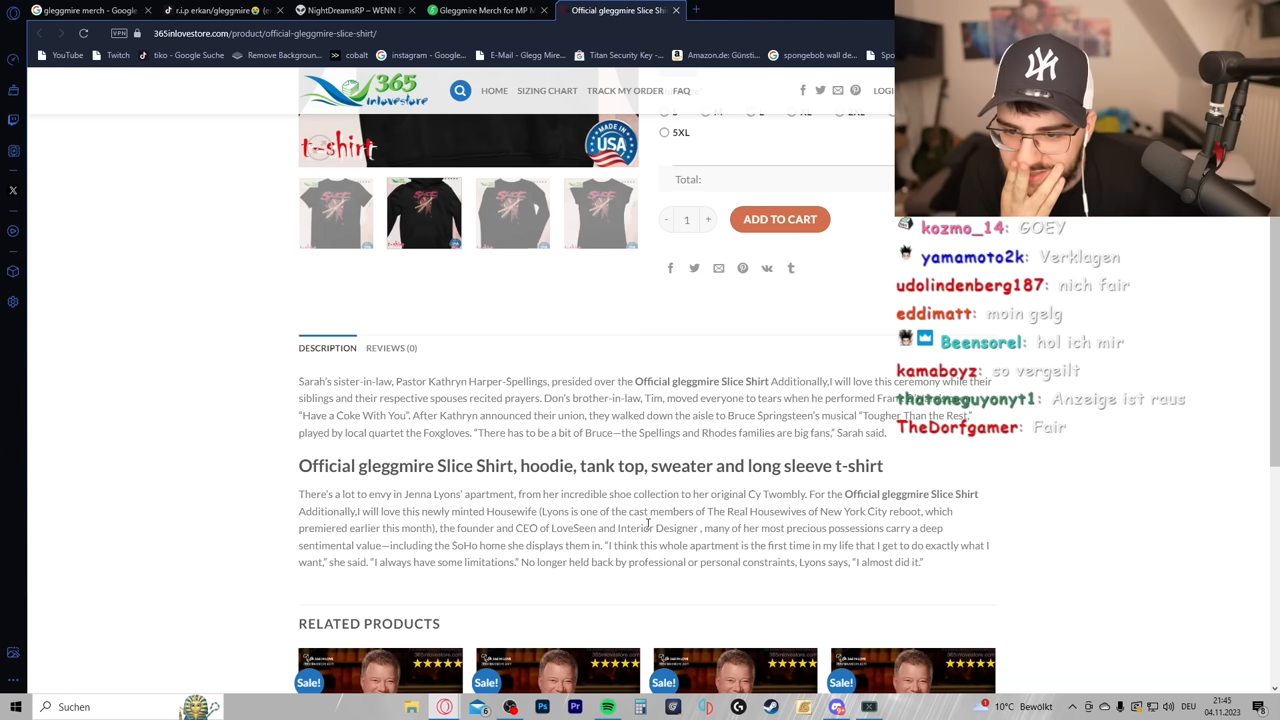 gleggmire merch - Google
r.i.p erkan/gleggmire
NightDreamsRP - WENN E
Gleggmire Merch for MP M
Official gleggmire Slice Sh
VPN
365inlovestore.com/product/official-gleggmire-slice-shirt/
YouTube
Twitch
tiko - Google Suche
Remove Backgroun...
cobalt
instagram - Google...
E-Mail – Glegg Mire...
Titan Security Key -...
Amazon.de: Günsti...
spongebob wall de...
Spo
365
inlovestore
HOME
SIZING CHART
TRACK MY ORDER
FAQ
5XL
t-shirt
MADE IN
USA
Total:
- 1 +
ADD TO CART
kozmo_14: GOEV
yamamoto2k: Verklagen
udolindenberg187: nich fair
eddimatt: moin gelg
Beensorel: hol ich mir
kamaboyz: so vergeilt
thatoneguyonyt1: Anzeige ist raus
TheDorfgamer: Fair
DESCRIPTION
REVIEWS (0)
Sarah's sister-in-law, Pastor Kathryn Harper-Spellings, presided over the Official gleggmire Slice Shirt Additionally,I will love this ceremony while their
siblings and their respective spouses recited prayers. Don's brother-in-law, Tim, moved everyone to tears when he performed
“Have a Coke With You”. After Kathryn announced their union, they walked down the aisle to Bruce Springsteen's musical “Tougher Than the Rest,”
played by local quartet the Foxgloves. “There has to be a bit of Bruce—the Spellings and Rhodes families are big fans,” Sarah said.
Official gleggmire Slice Shirt, hoodie, tank top, sweater and long sleeve t-shirt
There's a lot to envy in Jenna Lyons' apartment, from her incredible shoe collection to her original Cy Twombly. For the Official gleggmire Slice Shirt
Additionally,I will love this newly minted Housewife (Lyons is one of the cast members of The Real Housewives of New York City reboot, which
premiered earlier this month), the founder and CEO of LoveSeen and Interior Designer , many of her most precious possessions carry a deep
sentimental value—including the SoHo home she displays them in. “I think this whole apartment is the first time in my life that I get to do exactly what I
want,” she said. “I always have some limitations.” No longer held back by professional or personal constraints, Lyons says, “I almost did it.”
RELATED PRODUCTS
365inlovestore.com
365inlovestore.com
365inlovestore.com
365inlovestore.com
Sale!
Sale!
Sale!
Sale!
Suchen
10°C Bewölkt
DEU
21:45
04.11.2023